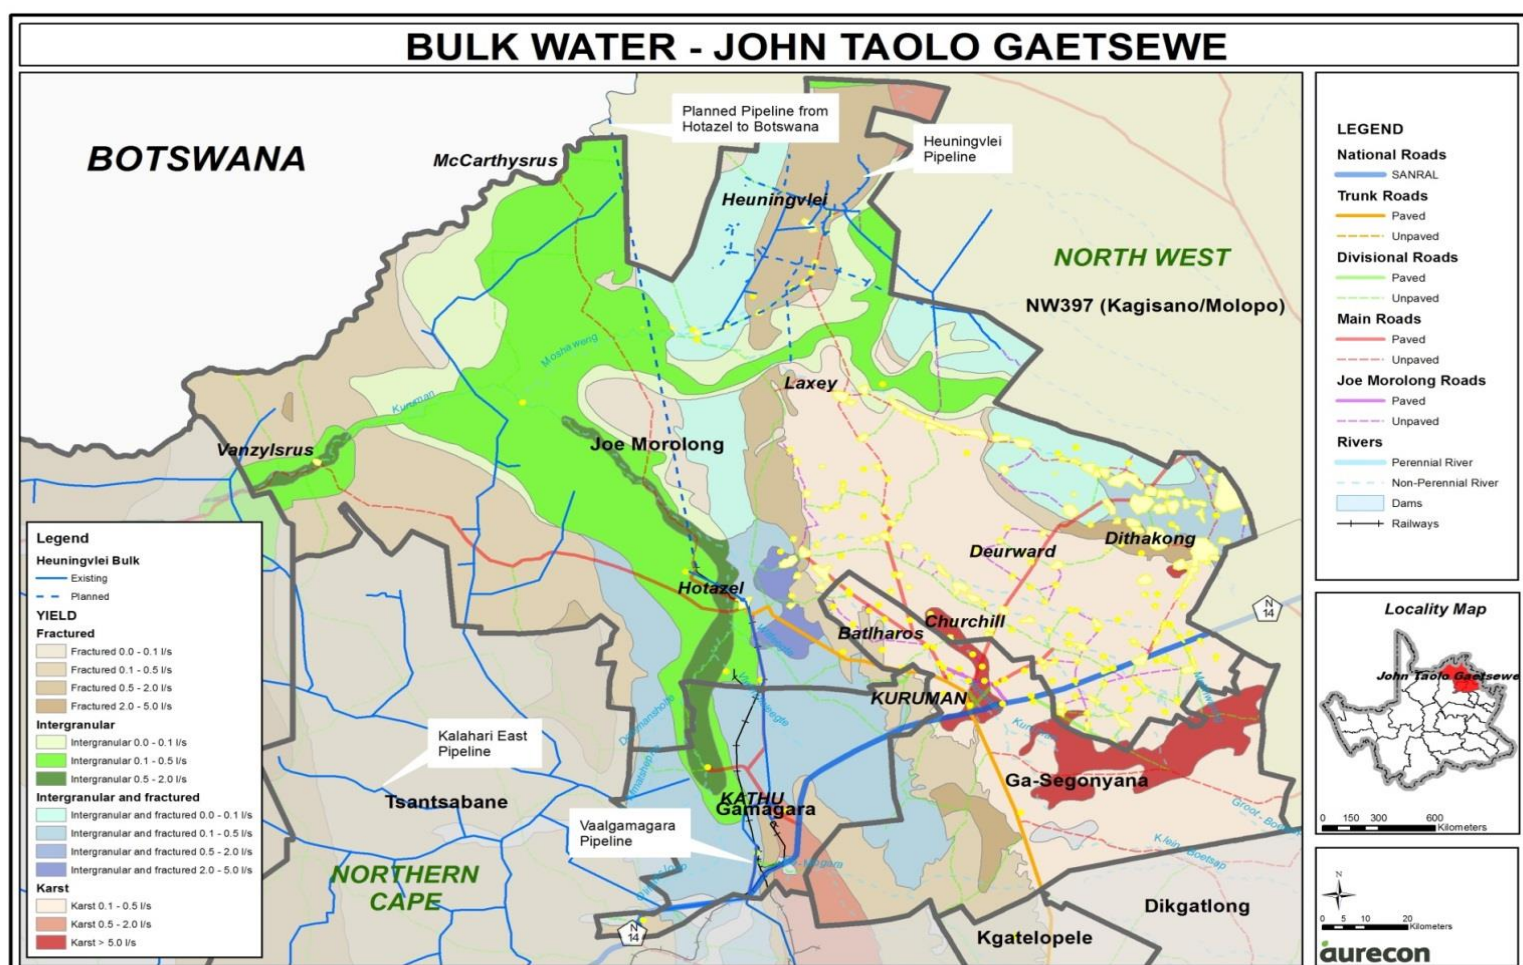 BULK WATER - JOHN TAOLO GAETSEWE
BOTSWANA
McCarthysrus
Planned Pipeline from
Hotazel to Botswana
Heuningvlei
Pipeline
Heuningvlei
NORTH WEST
NW397 (Kagisano/Molopo)
Moshaweng
Kuruman
Laxey
Vanzylsrus
Joe Morolong
Deurward
Dithakong
Hotazel
Batlharos
Churchill
KURUMAN
Kalahari East
Pipeline
Tsantsabane
KATHU
Gamagara
Ga-Segonyana
Vaalgamagara
Pipeline
NORTHERN
CAPE
Klein-Boetsap
Dikgatlong
Kgatelopele
N
14
N
14
Legend
Heuningvlei Bulk
Existing
Planned
YIELD
Fractured
Fractured 0.0 - 0.1 l/s
Fractured 0.1 - 0.5 l/s
Fractured 0.5 - 2.0 l/s
Fractured 2.0 - 5.0 l/s
Intergranular
Intergranular 0.0 - 0.1 l/s
Intergranular 0.1 - 0.5 l/s
Intergranular 0.5 - 2.0 l/s
Intergranular and fractured
Intergranular and fractured 0.0 - 0.1 l/s
Intergranular and fractured 0.1 - 0.5 l/s
Intergranular and fractured 0.5 - 2.0 l/s
Intergranular and fractured 2.0 - 5.0 l/s
Karst
Karst 0.1 - 0.5 l/s
Karst 0.5 - 2.0 l/s
Karst > 5.0 l/s
LEGEND
National Roads
SANRAL
Trunk Roads
Paved
Unpaved
Divisional Roads
Paved
Unpaved
Main Roads
Paved
Unpaved
Joe Morolong Roads
Paved
Unpaved
Rivers
Perennial River
Non-Perennial River
Dams
Railways
Locality Map
John Taolo Gaetsewe
0 150 300 600
Kilometers
N
0 5 10 20
Kilometers
aurecon